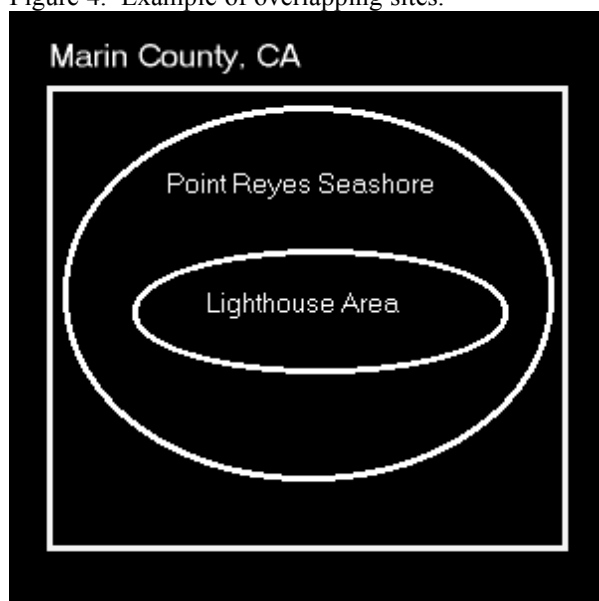 Figure 4. Example of overlapping sites.
Marin County, CA
Point Reyes Seashore
Lighthouse Area